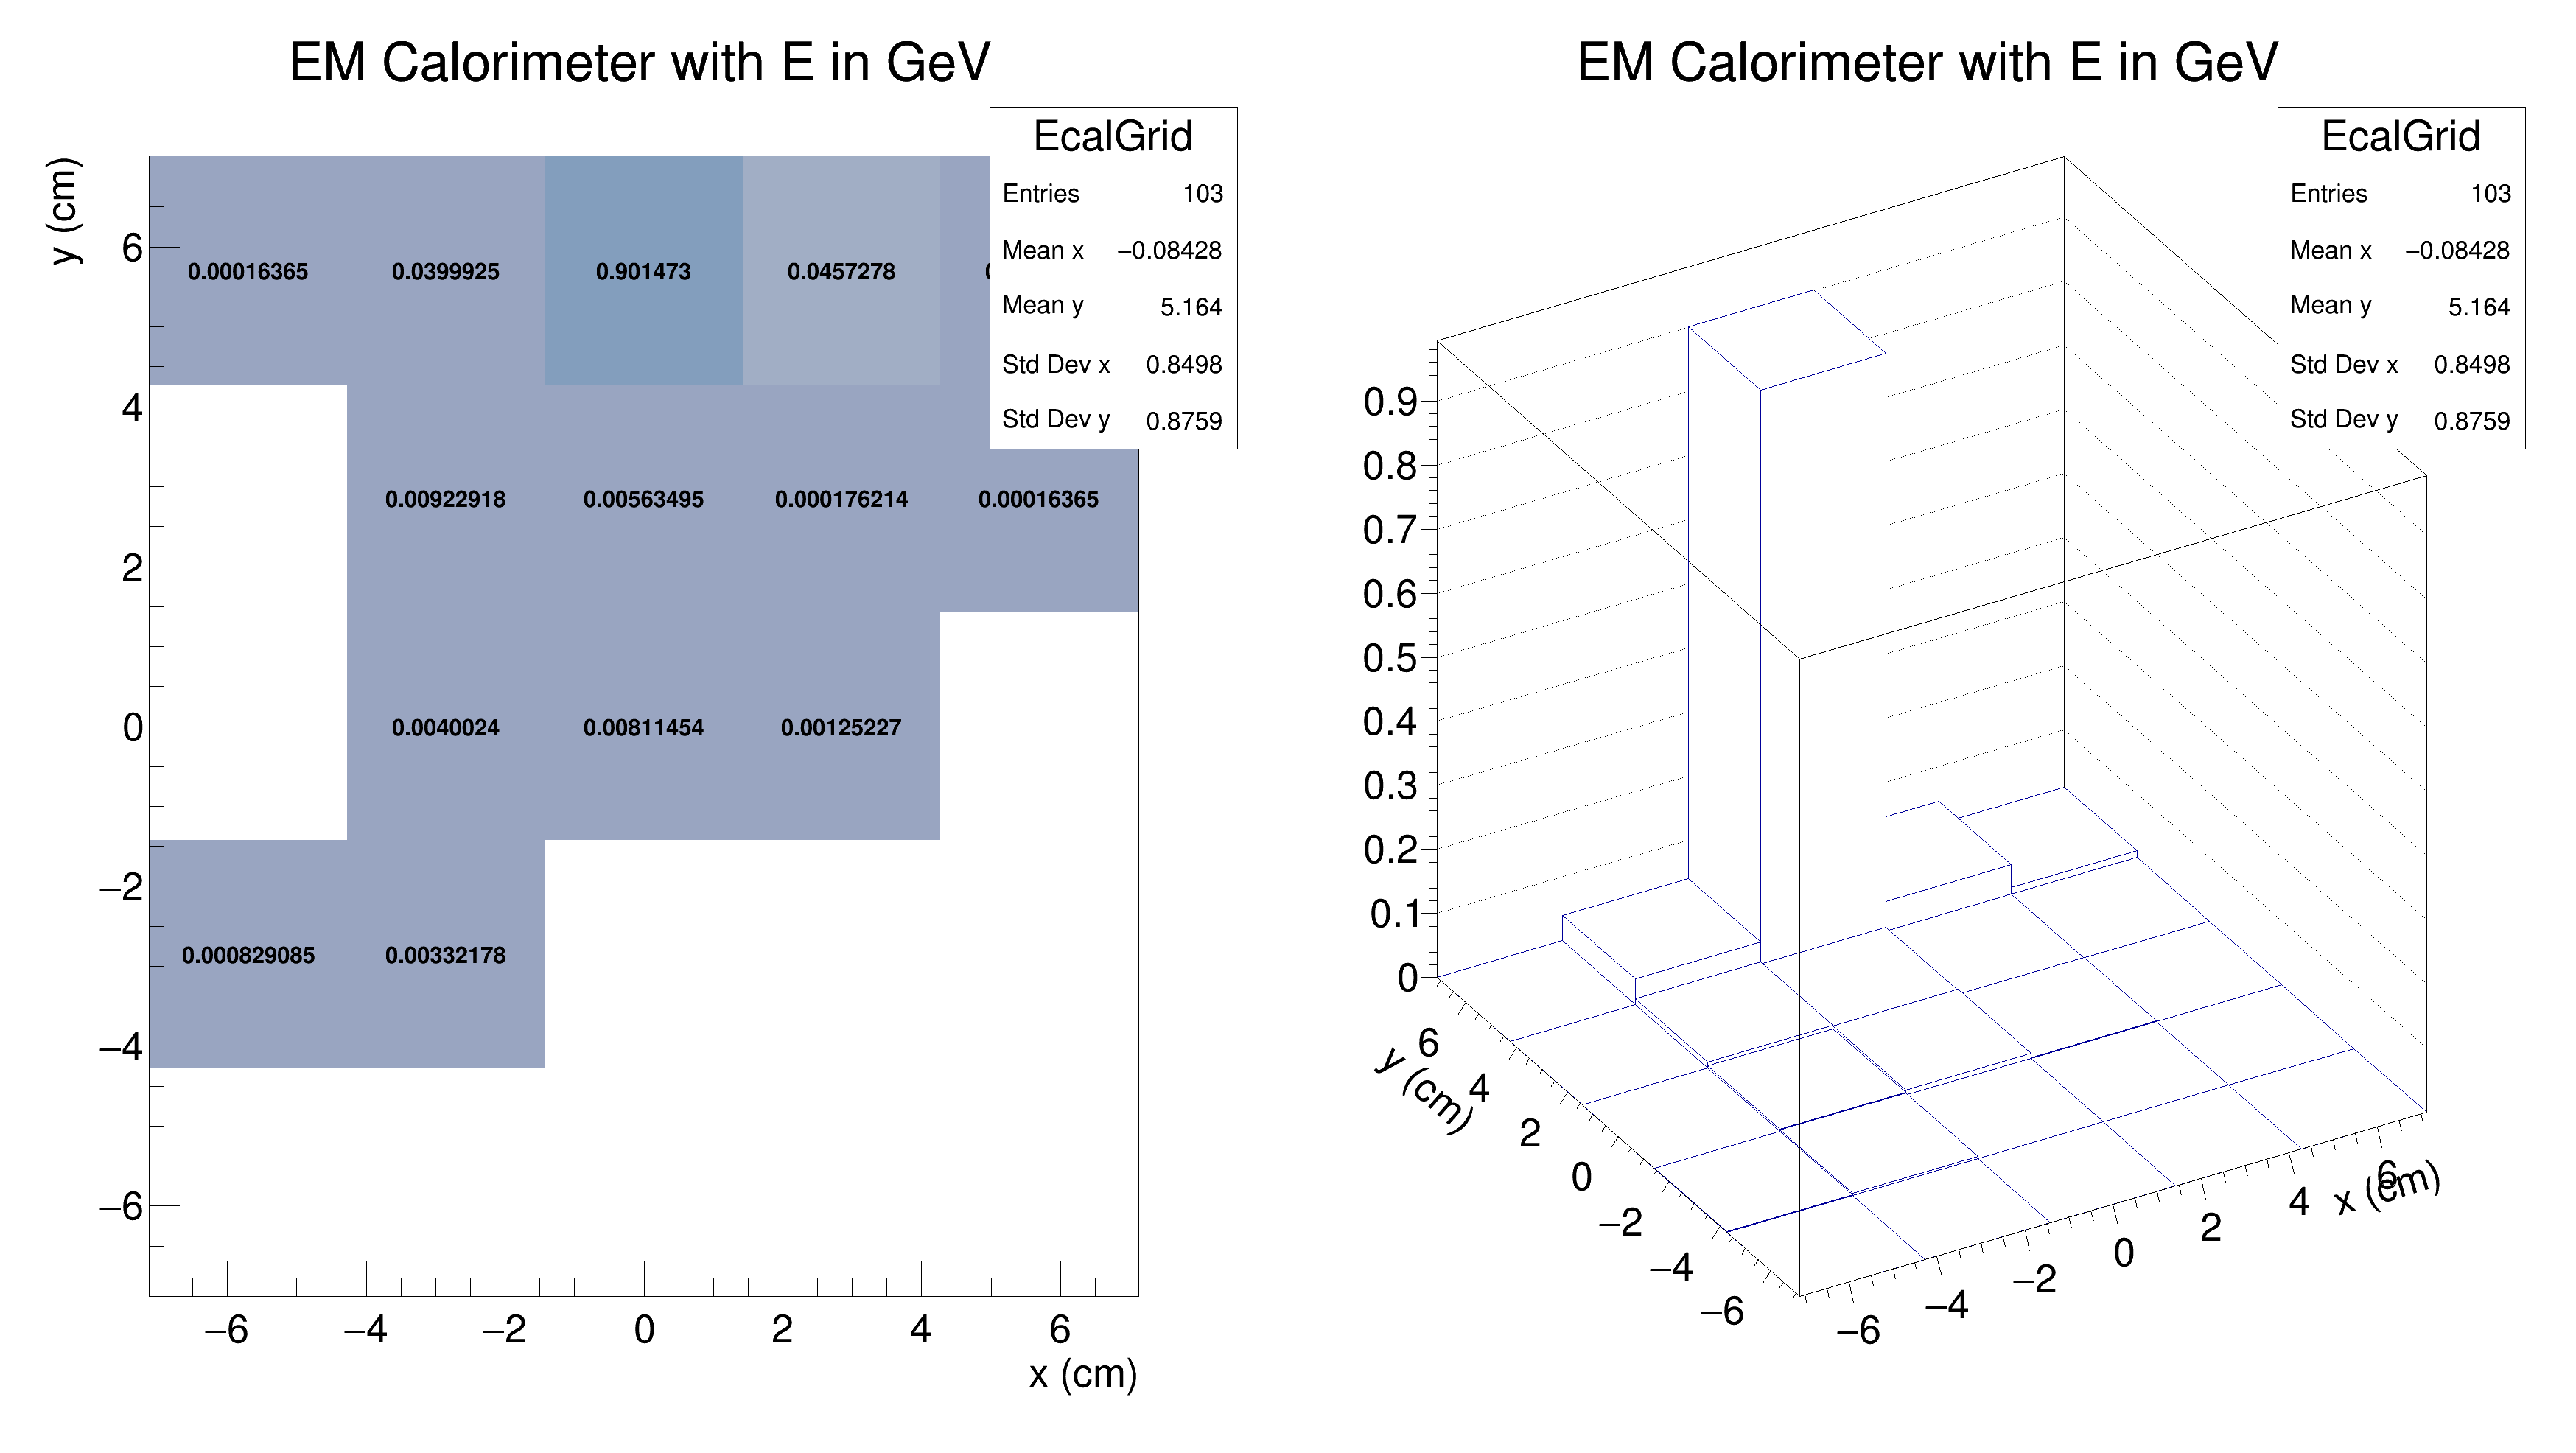 EM Calorimeter with E in GeV
y (cm)
EcalGrid
Entries 103
Mean x −0.08428
Mean y 5.164
Std Dev x 0.8498
Std Dev y 0.8759
6
4
2
0
−2
−4
−6
0.00016365 0.0399925 0.901473 0.0457278
0.00922918 0.00563495 0.000176214 0.00016365
0.0040024 0.00811454 0.00125227
0.000829085 0.00332178
−6 −4 −2 0 2 4 6
x (cm)
EM Calorimeter with E in GeV
EcalGrid
Entries 103
Mean x −0.08428
Mean y 5.164
Std Dev x 0.8498
Std Dev y 0.8759
0.9
0.8
0.7
0.6
0.5
0.4
0.3
0.2
0.1
0
6
4
2
0
−2
−4
−6
y (cm)
−6 −4 −2 0 2 4 6
x (cm)